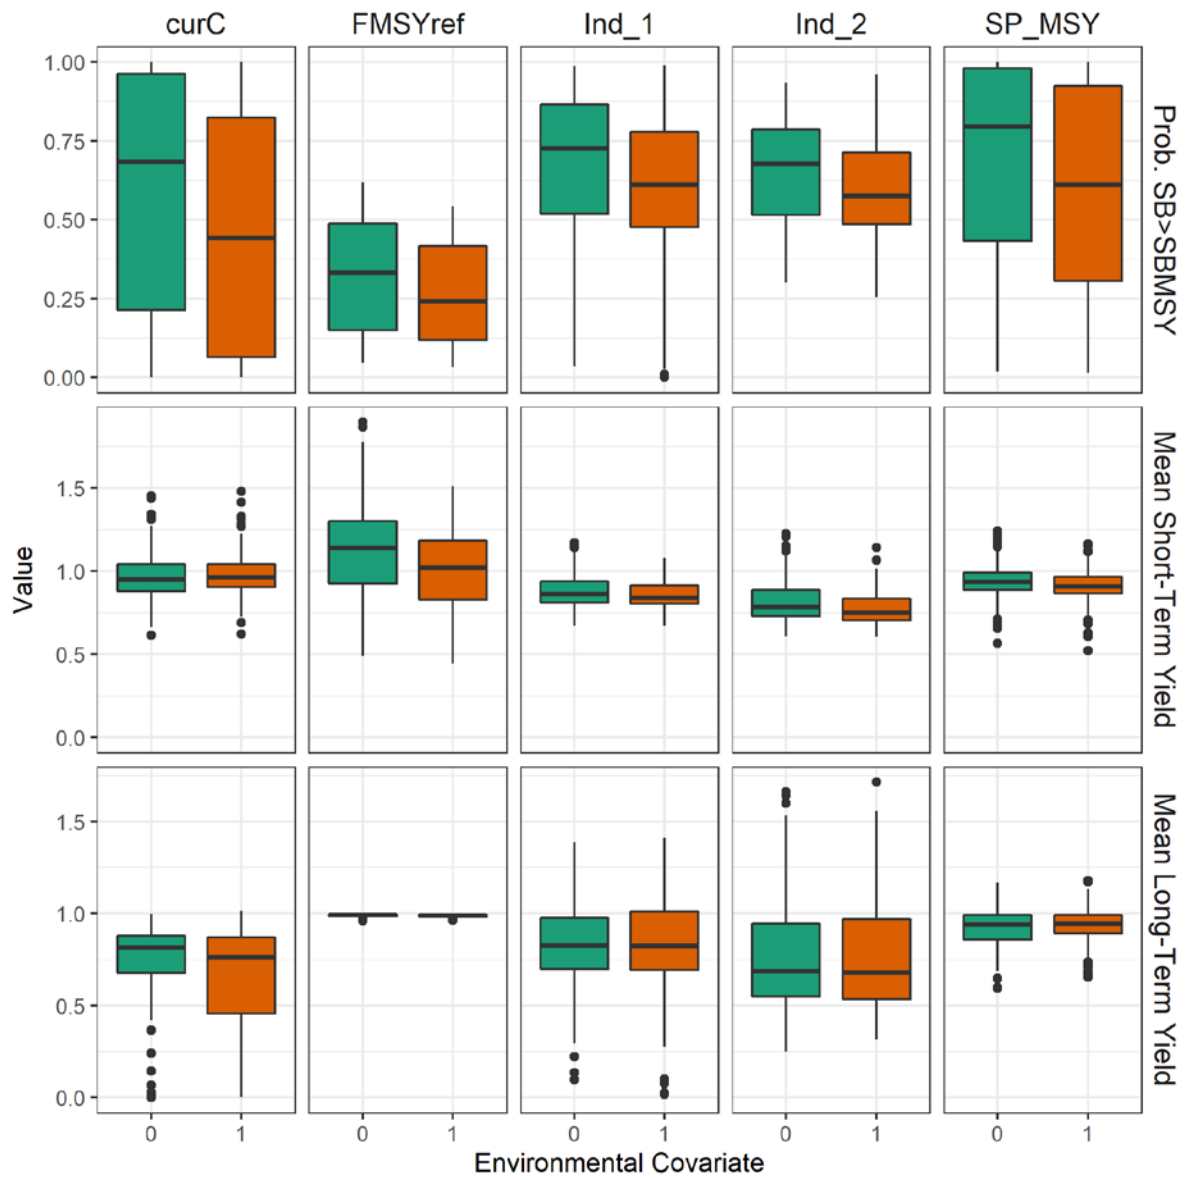 curC FMSYref Ind_1 Ind_2 SP_MSY
1.00
0.75
0.50
0.25
0.00
Prob. SB>SBMSY
1.5
1.0
0.5
0.0
Mean Short-Term Yield
Value
1.5
1.0
0.5
0.0
Mean Long-Term Yield
0 1 0 1 0 1 0 1 0 1
Environmental Covariate